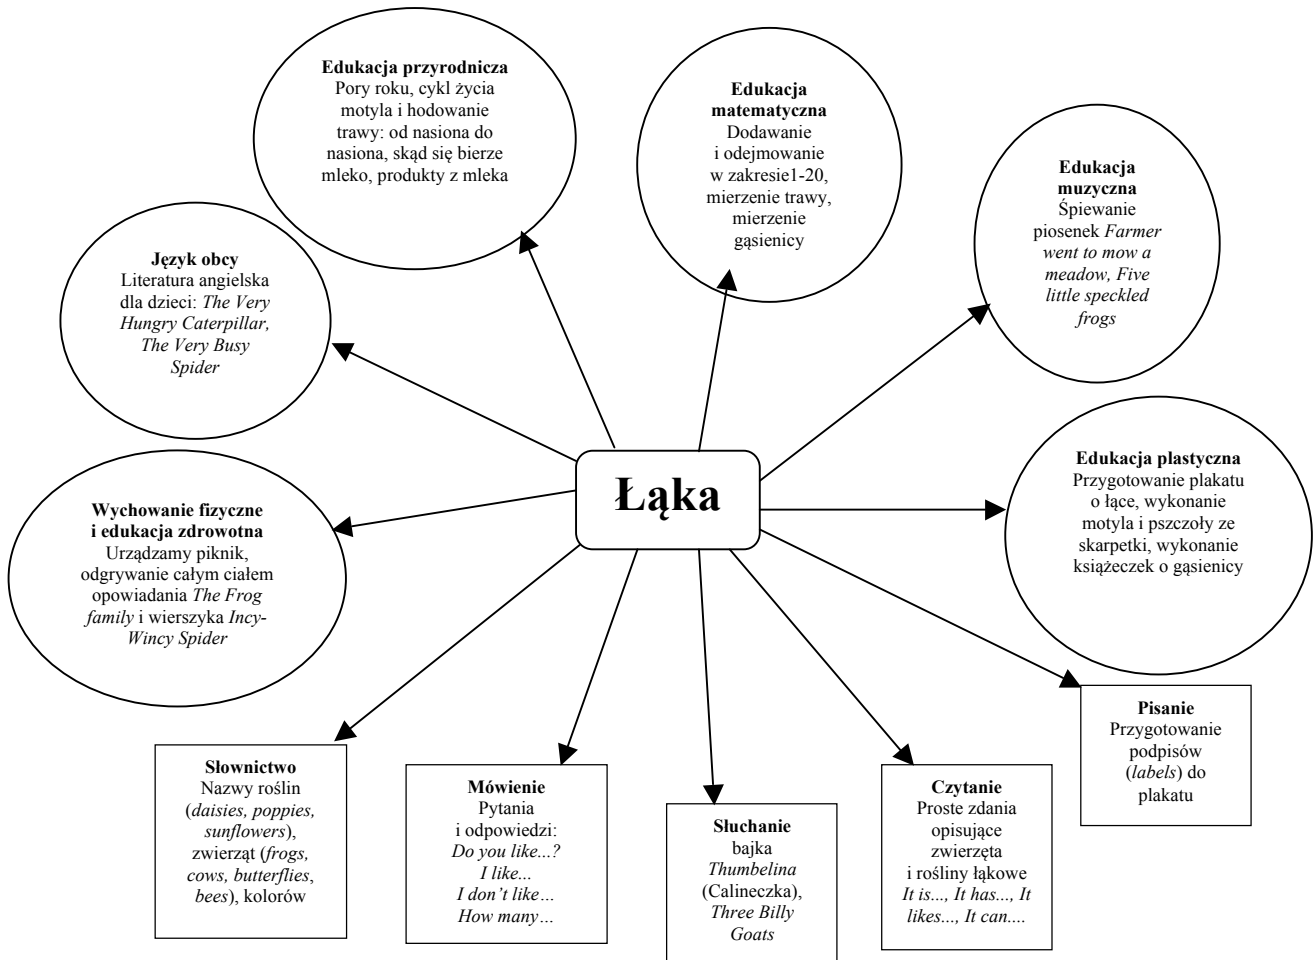 Edukacja przyrodnicza
Pory roku, cykl życia
motyla i hodowanie
trawy: od nasiona do
nasiona, skąd się bierze
mleko, produkty z mleka
Edukacja
matematyczna
Dodawanie
i odejmowanie
w zakresie1-20,
mierzenie trawy,
mierzenie
gąsienicy
Edukacja
muzyczna
Śpiewanie
piosenek Farmer
went to mow a
meadow, Five
little speckled
frogs
Język obcy
Literatura angielska
dla dzieci: The Very
Hungry Caterpillar,
The Very Busy
Spider
Łąka
Edukacja plastyczna
Przygotowanie plakatu
o łące, wykonanie
motyla i pszczoły ze
skarpetki, wykonanie
książeczek o gąsienicy
Wychowanie fizyczne
i edukacja zdrowotna
Urządzamy piknik,
odgrywanie całym ciałem
opowiadania The Frog
family i wierszyka Incy-
Wincy Spider
Słownictwo
Nazwy roślin
(daisies, poppies,
sunflowers),
zwierząt (frogs,
cows, butterflies,
bees), kolorów
Mówienie
Pytania
i odpowiedzi:
Do you like...?
I like...
I don’t like…
How many…
Słuchanie
bajka
Thumbelina
(Calineczka),
Three Billy
Goats
Czytanie
Proste zdania
opisujące
zwierzęta
i rośliny łąkowe
It is..., It has..., It
likes..., It can....
Pisanie
Przygotowanie
podpisów
(labels) do
plakatu